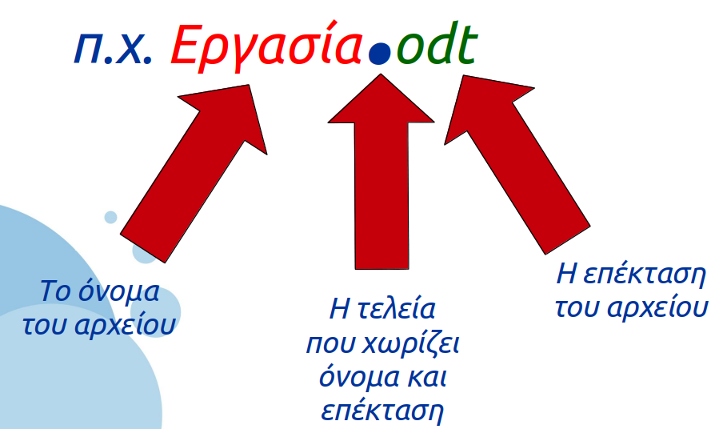 π.χ. Εργασία.odt
Το όνομα
του αρχείου
Η τελεία
που χωρίζει
όνομα και
επέκταση
Η επέκταση
του αρχείου